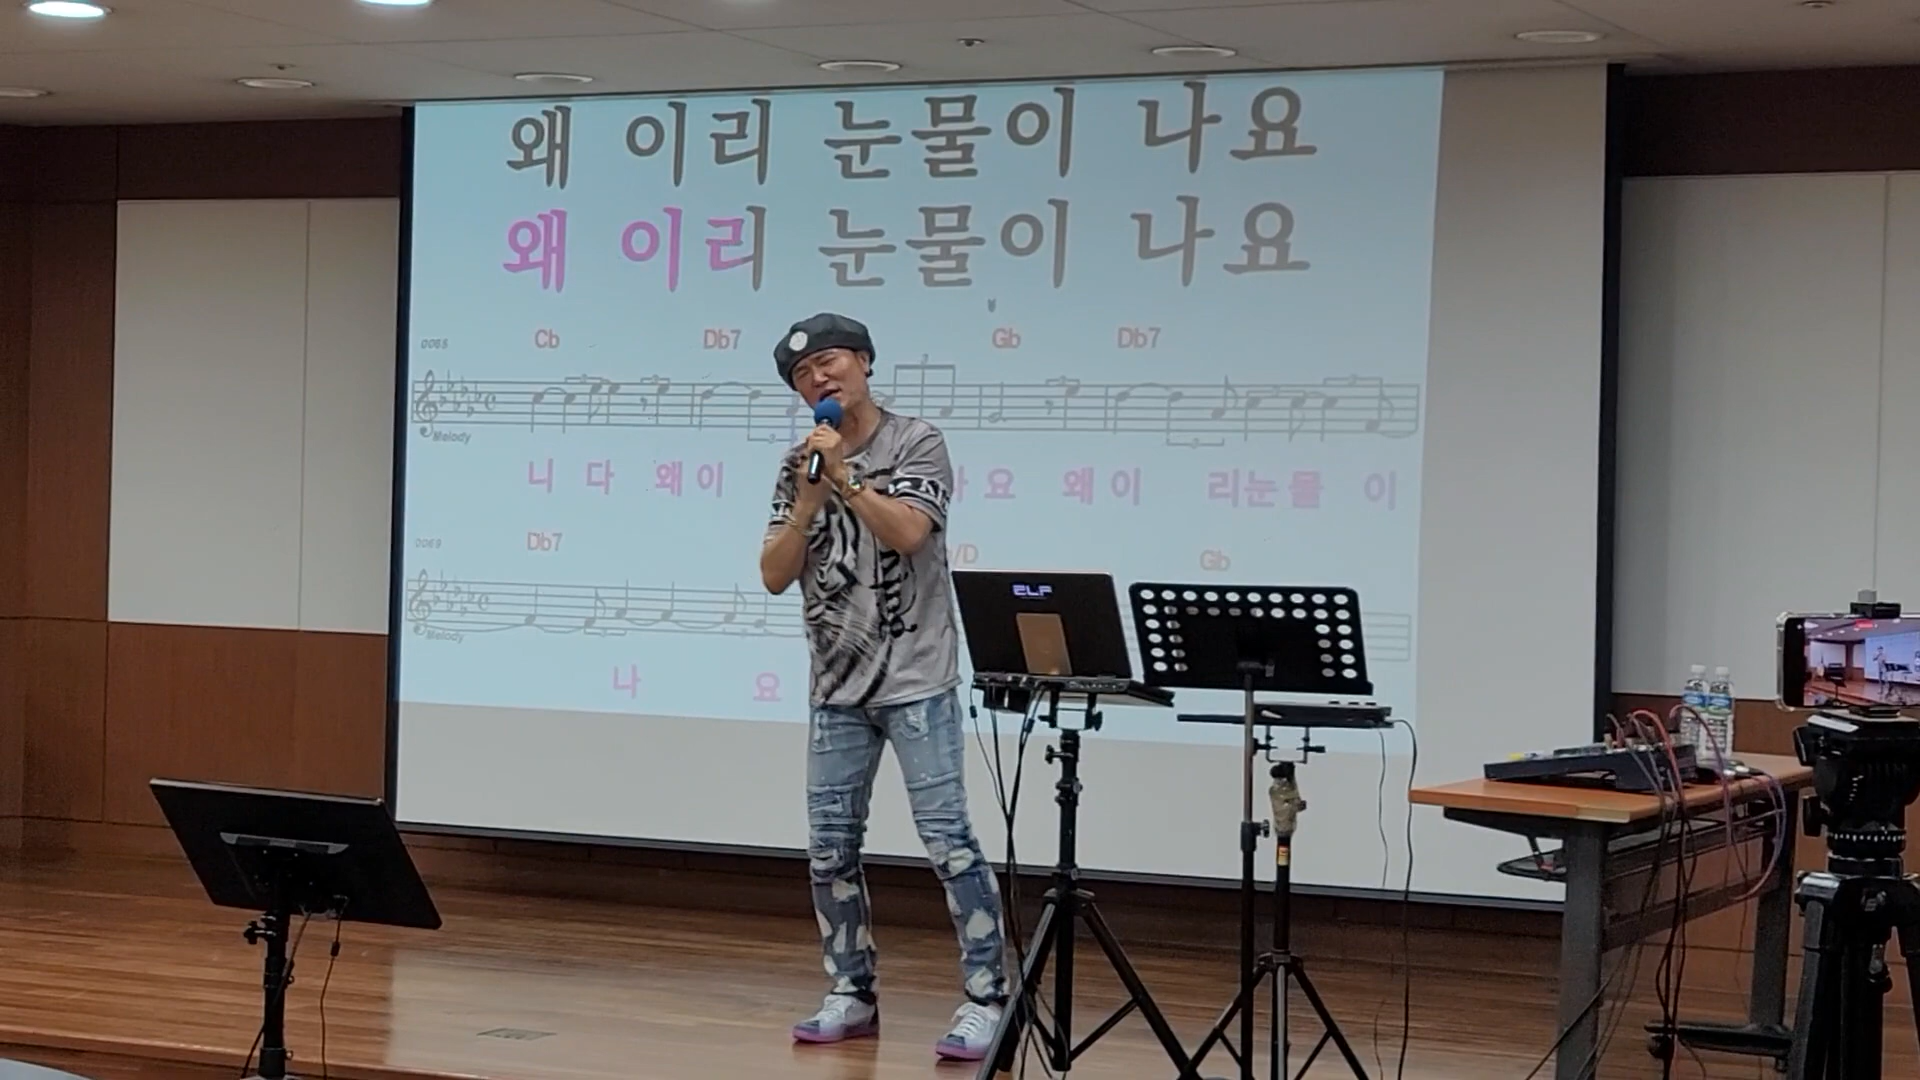 왜 이리 눈물이 나요
왜 이리 눈물이 나요
0065 Cb Db7 Gb Db7
Melody
니 다 왜 이 요 왜 이 리 눈 물 이
0069 Db7 /D Gb
Melody
나 요
ELF